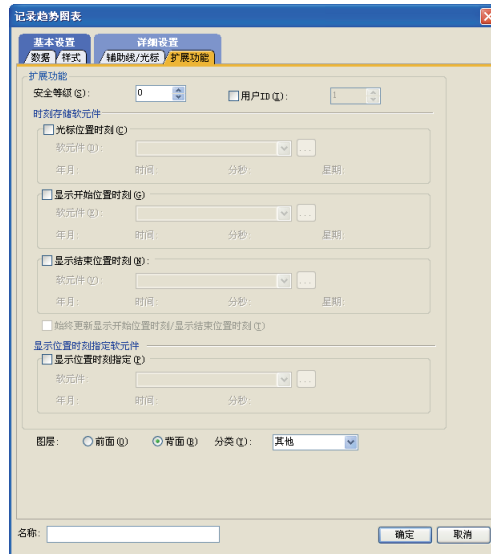 记录趋势图表
基本设置 详细设置
数据 样式 辅助线/光标 扩展功能
扩展功能
安全等级(S): 0 用户ID(I): 1
时刻存储软元件
光标位置时刻(C)
软元件(D): ...
年月: 时间: 分秒: 星期:
显示开始位置时刻(G)
软元件(E): ...
年月: 时间: 分秒: 星期:
显示结束位置时刻(N):
软元件(V): ...
年月: 时间: 分秒: 星期:
始终更新显示开始位置时刻/显示结束位置时刻(T)
显示位置时刻指定软元件
显示位置时刻指定(P)
软元件: ...
年月: 时间: 分秒:
图层: 前面(O) 背面(B) 分类(Y): 其他
名称: 确定 取消